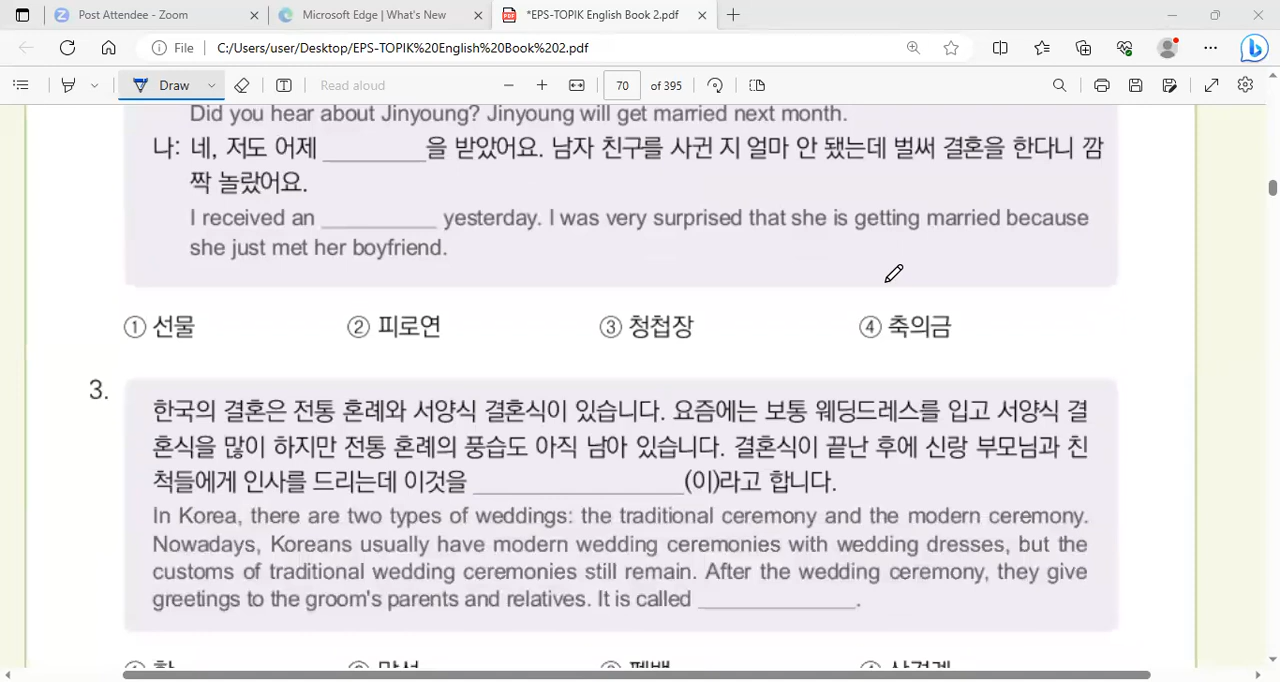 Post Attendee - Zoom
Microsoft Edge | What's New
*EPS-TOPIK English Book 2.pdf
File
C:/Users/user/Desktop/EPS-TOPIK%20English%20Book%202.pdf
Draw
Read aloud
70
of 395
Did you hear about Jinyoung? Jinyoung will get married next month.
나: 네, 저도 어제 ________을 받았어요. 남자 친구를 사귄 지 얼마 안 됐는데 벌써 결혼을 한다니 깜
짝 놀랐어요.
I received an _________ yesterday. I was very surprised that she is getting married because
she just met her boyfriend.
① 선물 ② 피로연 ③ 청첩장 ④ 축의금
3.
한국의 결혼은 전통 혼례와 서양식 결혼식이 있습니다. 요즈에는 보통 웨딩드레스를 입고 서양식 결
혼식을 많이 하지만 전통 혼례의 풍습도 아직 남아 있습니다. 결혼식이 끝난 후에 신랑 부모님과 친
척들에게 인사를 드리는데 이것을 ________________(이)라고 합니다.
In Korea, there are two types of weddings: the traditional ceremony and the modern ceremony.
Nowadays, Koreans usually have modern wedding ceremonies with wedding dresses, but the
customs of traditional wedding ceremonies still remain. After the wedding ceremony, they give
greetings to the groom's parents and relatives. It is called ____________.